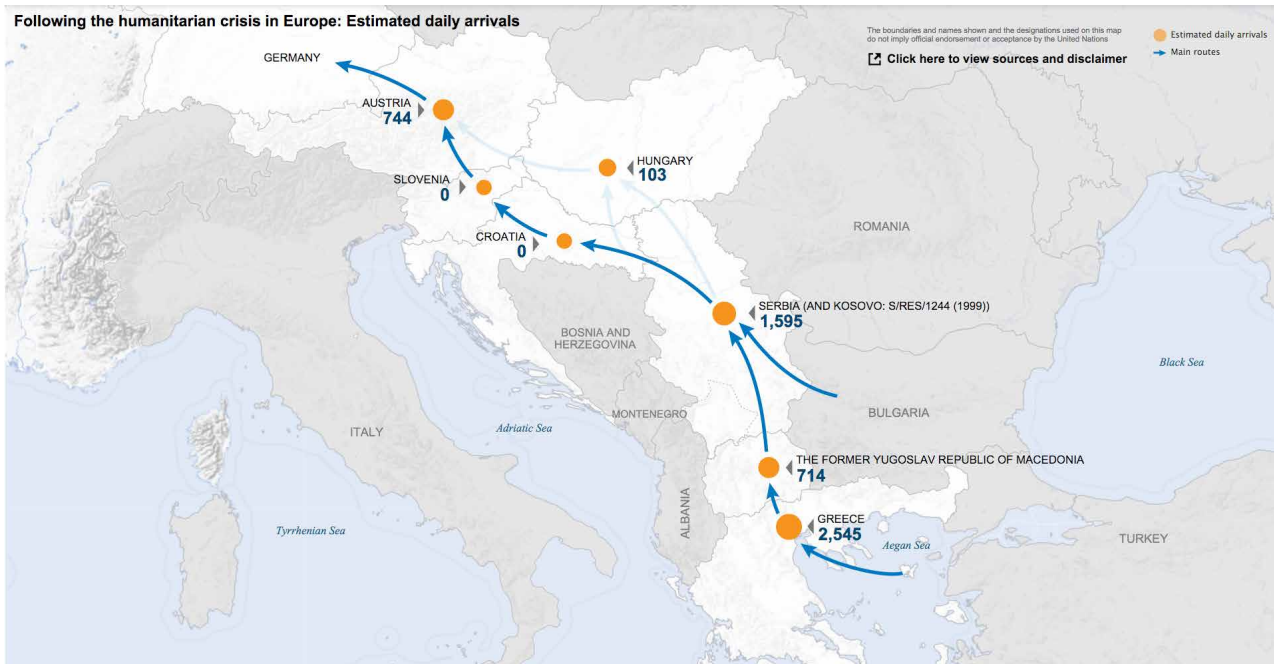 Following the humanitarian crisis in Europe: Estimated daily arrivals
The boundaries and names shown and the designations used on this map
do not imply official endorsement or acceptance by the United Nations
Click here to view sources and disclaimer
Estimated daily arrivals
Main routes
GERMANY
AUSTRIA
744
HUNGARY
103
SLOVENIA
0
CROATIA
0
ROMANIA
SERBIA (AND KOSOVO: S/RES/1244 (1999))
1,595
BOSNIA AND
HERZEGOVINA
Black Sea
MONTENEGRO
BULGARIA
ITALY
Adriatic Sea
THE FORMER YUGOSLAV REPUBLIC OF MACEDONIA
714
ALBANIA
Tyrrhenian Sea
GREECE
2,545
Aegan Sea
TURKEY